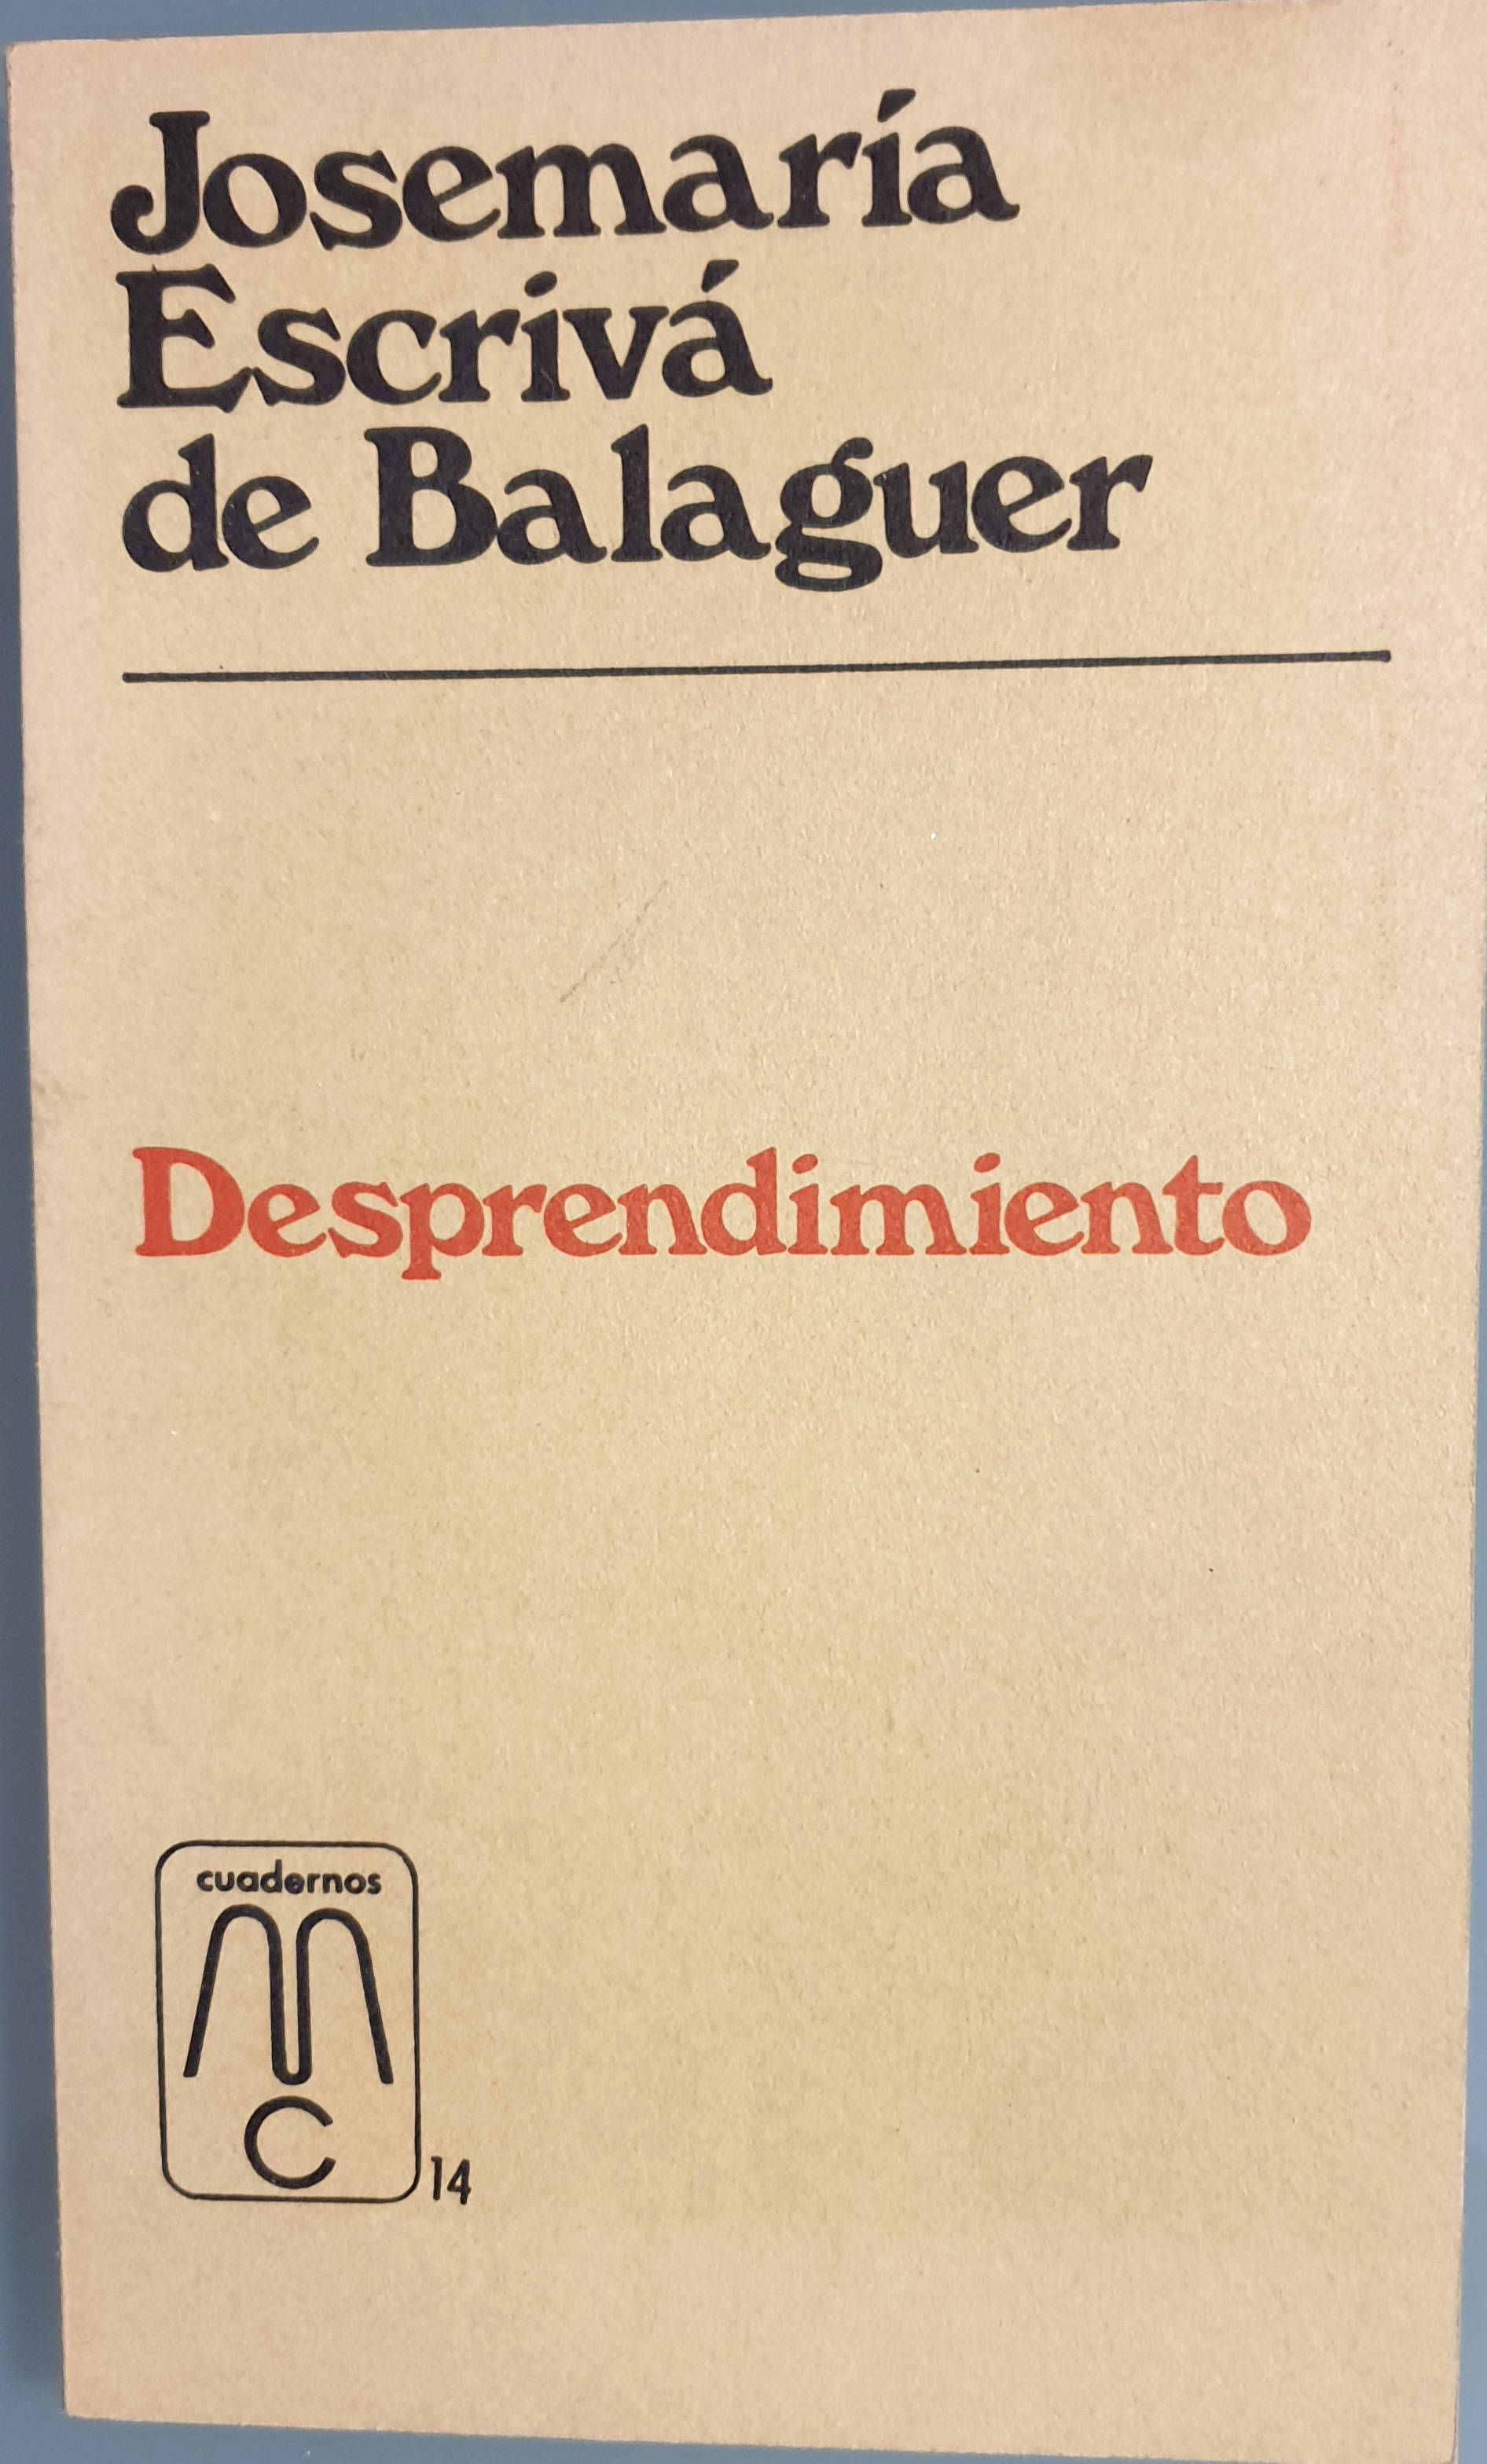 Josemaría
Escrivá
de Balaguer
Desprendimiento
cuadernos
MC
14